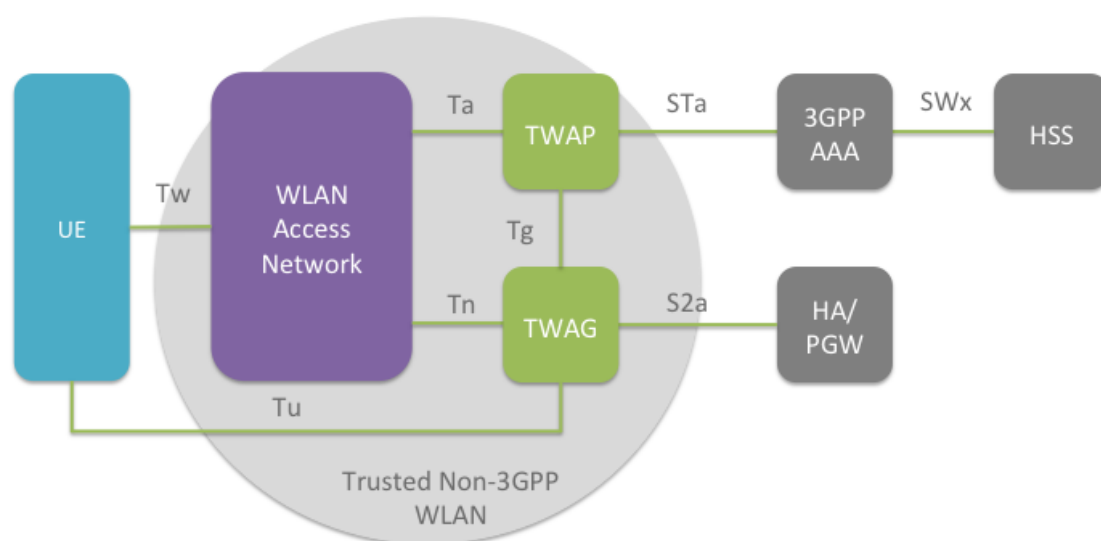 Ta
STa
SWx
TWAP
3GPP
AAA
HSS
Tw
WLAN
Access
Network
UE
Tg
Tn
S2a
TWAG
HA/
PGW
Tu
Trusted Non-3GPP
WLAN